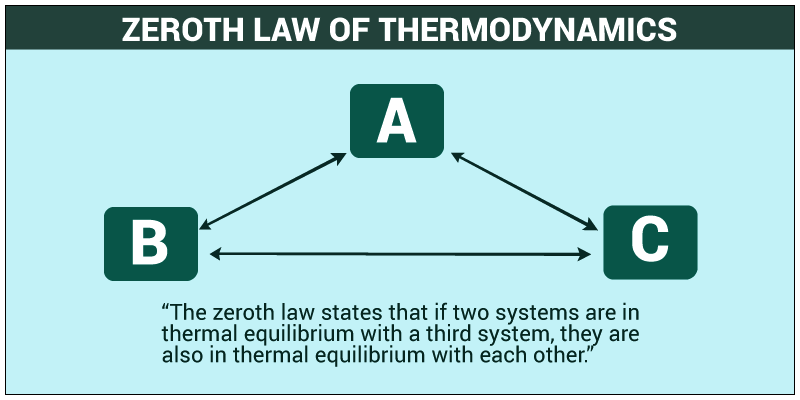 ZEROTH LAW OF THERMODYNAMICS
A
B
C
“The zeroth law states that if two systems are in
thermal equilibrium with a third system, they are
also in thermal equilibrium with each other.”